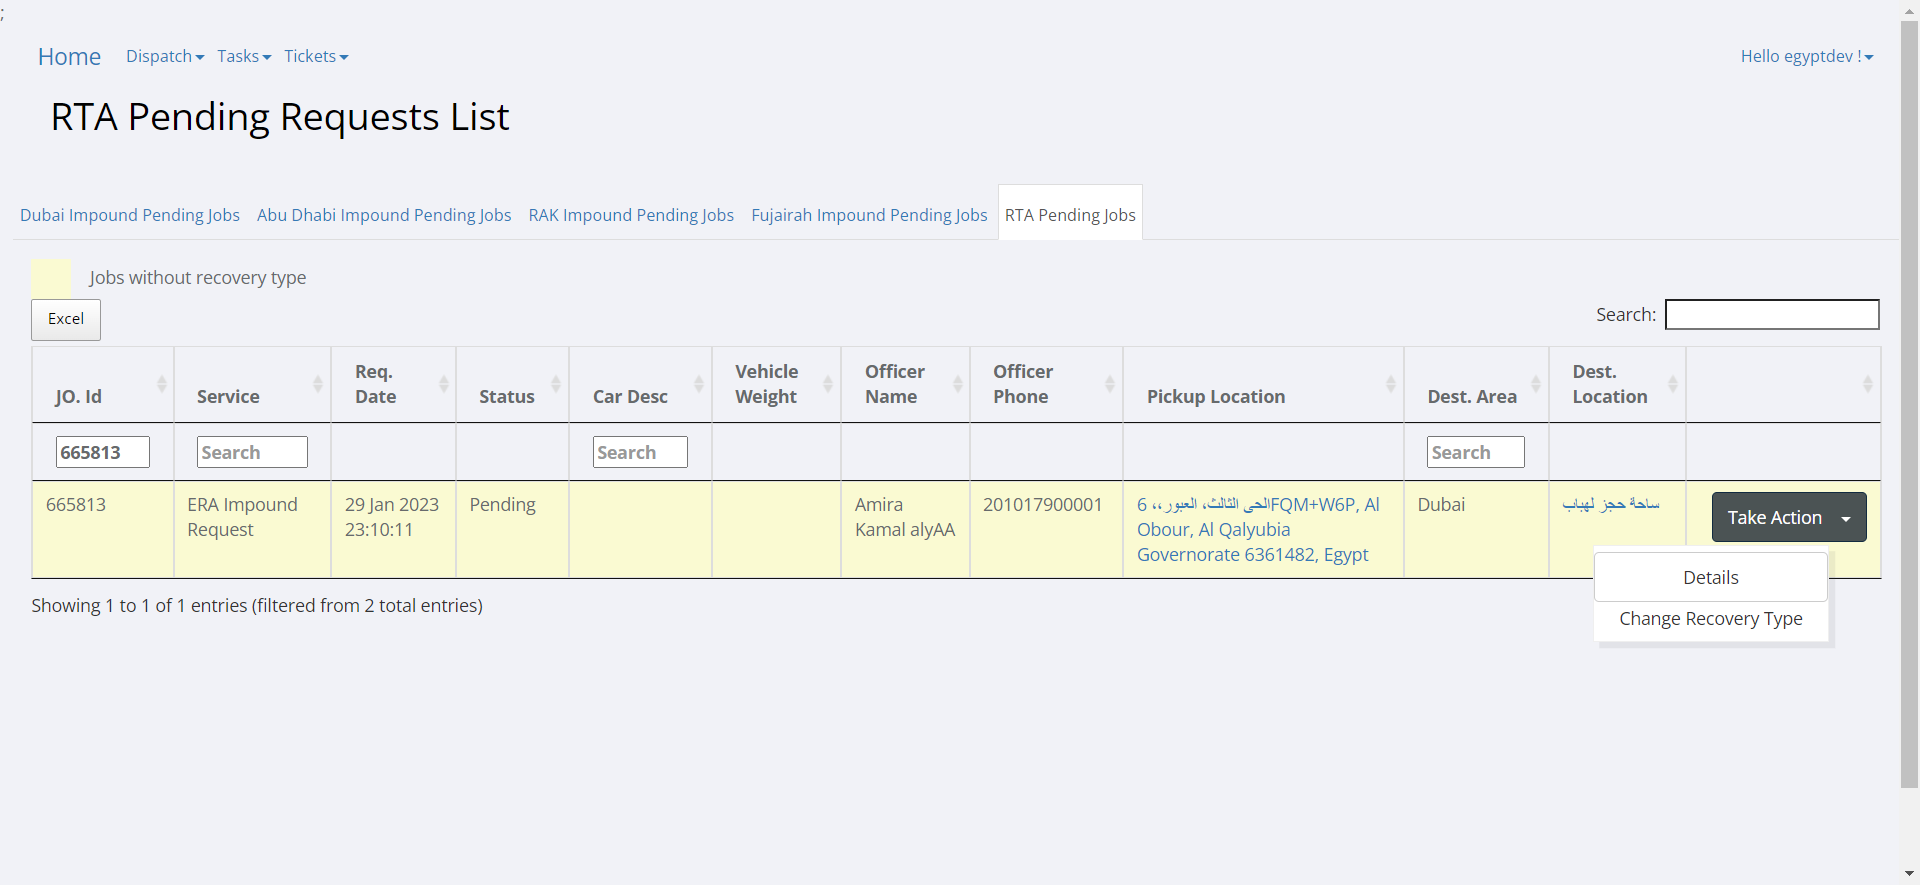 ;
Home Dispatch Tasks Tickets Hello egyptdev !
RTA Pending Requests List
Dubai Impound Pending Jobs Abu Dhabi Impound Pending Jobs RAK Impound Pending Jobs Fujairah Impound Pending Jobs RTA Pending Jobs
Jobs without recovery type
Excel
Search:
JO. Id
Service
Req.
Date
Status
Car Desc
Vehicle
Weight
Officer
Name
Officer
Phone
Pickup Location
Dest. Area
Dest.
Location
665813 Search Search Search
665813
ERA Impound
Request
29 Jan 2023
23:10:11
Pending
Amira
Kamal alyAA
201017900001
6 الحى الثالث، العبور،،FQM+W6P, Al
Obour, Al Qalyubia
Governorate 6361482, Egypt
Dubai
ساحة حجز لهباب
Take Action
Details
Change Recovery Type
Showing 1 to 1 of 1 entries (filtered from 2 total entries)